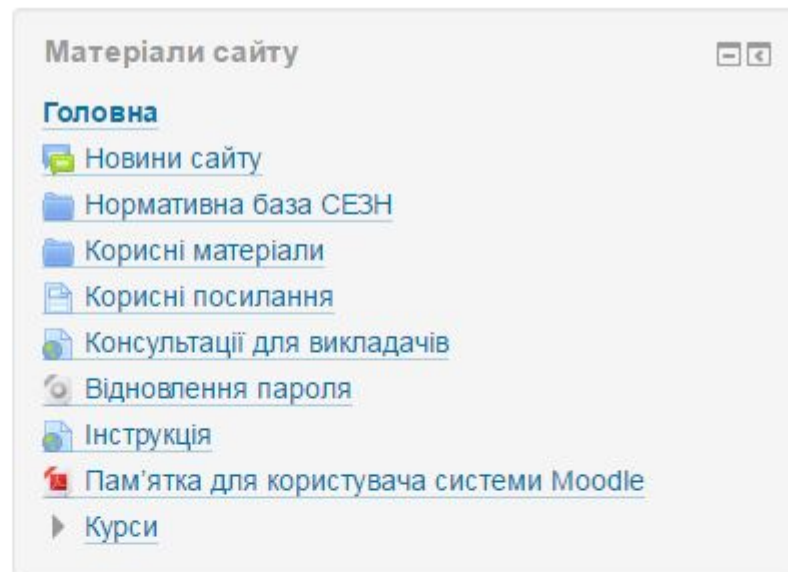 Матеріали сайту
Головна
Новини сайту
Нормативна база СЕЗН
Корисні матеріали
Корисні посилання
Консультації для викладачів
Відновлення пароля
Інструкція
Пам'ятка для користувача системи Moodle
Курси